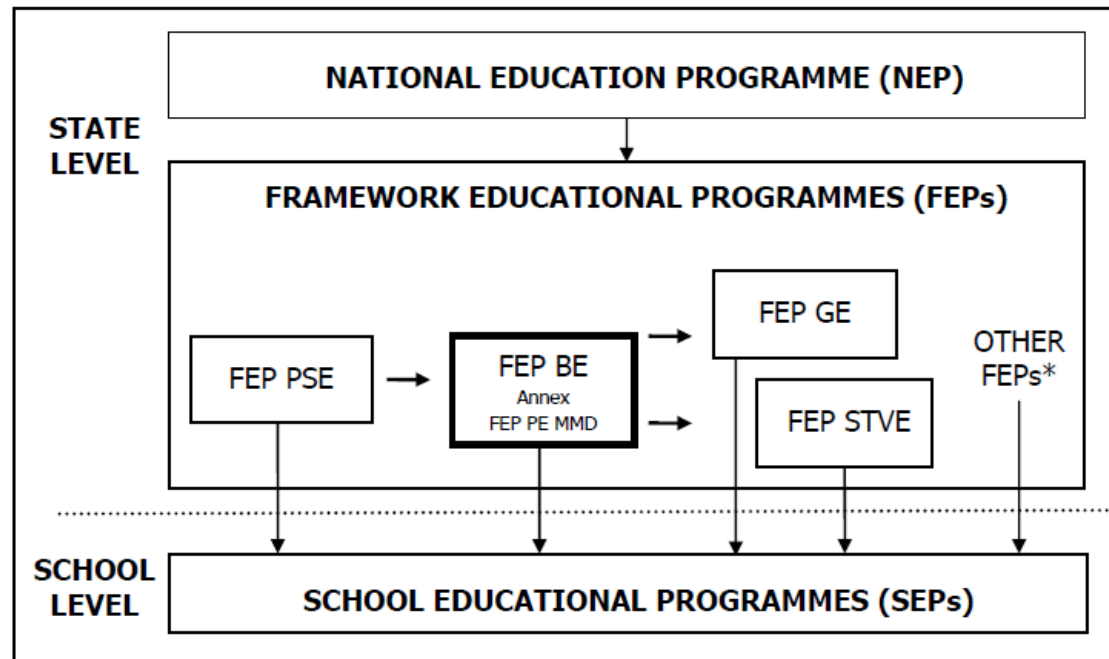 NATIONAL EDUCATION PROGRAMME (NEP)
STATE
LEVEL
FRAMEWORK EDUCATIONAL PROGRAMMES (FEPs)
FEP GE
FEP PSE
FEP BE
Annex
FEP PE MMD
OTHER
FEPs*
FEP STVE
SCHOOL
LEVEL
SCHOOL EDUCATIONAL PROGRAMMES (SEPs)